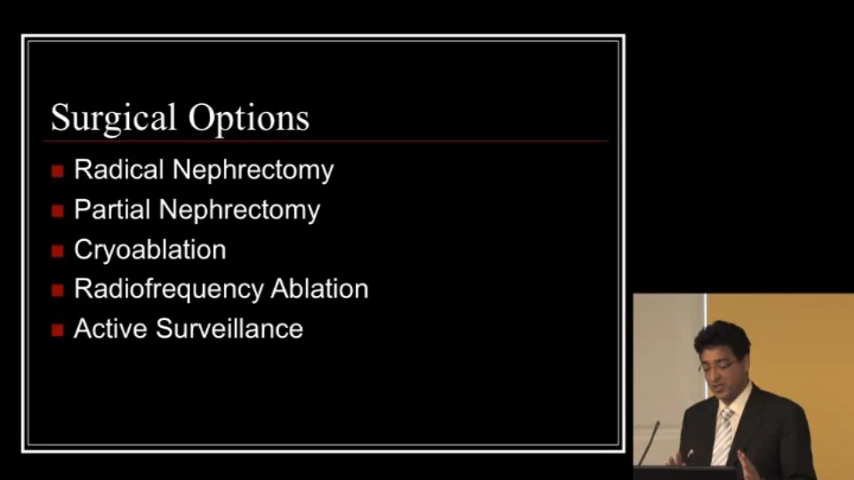 Surgical Options
Radical Nephrectomy
Partial Nephrectomy
Cryoablation
Radiofrequency Ablation
Active Surveillance